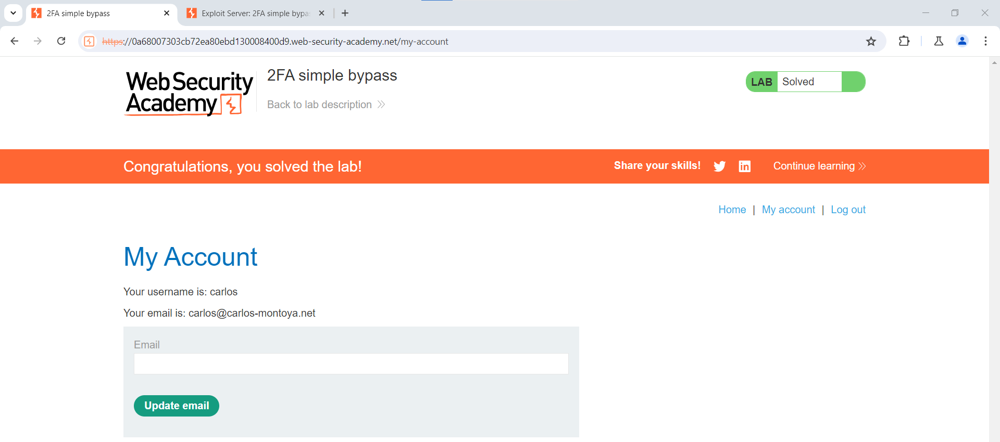 2FA simple bypass
Exploit Server: 2FA simple bypas
https://0a68007303cb72ea80ebd130008400d9.web-security-academy.net/my-account
Web Security
Academy
2FA simple bypass
Back to lab description
LAB Solved
Congratulations, you solved the lab!
Share your skills!
in
Continue learning
Home | My account | Log out
My Account
Your username is: carlos
Your email is: carlos@carlos-montoya.net
Email
Update email